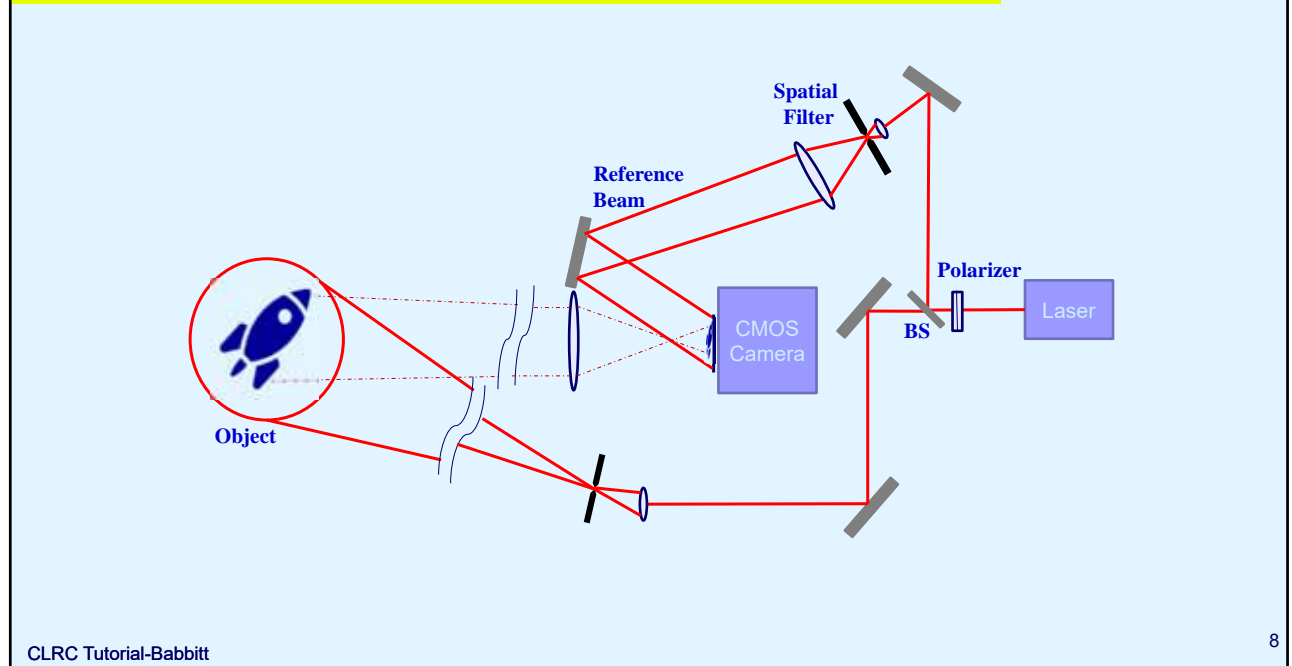 Spatial
Filter
Reference
Beam
Polarizer
Laser
BS
CMOS
Camera
Object
CLRC Tutorial-Babbitt
8